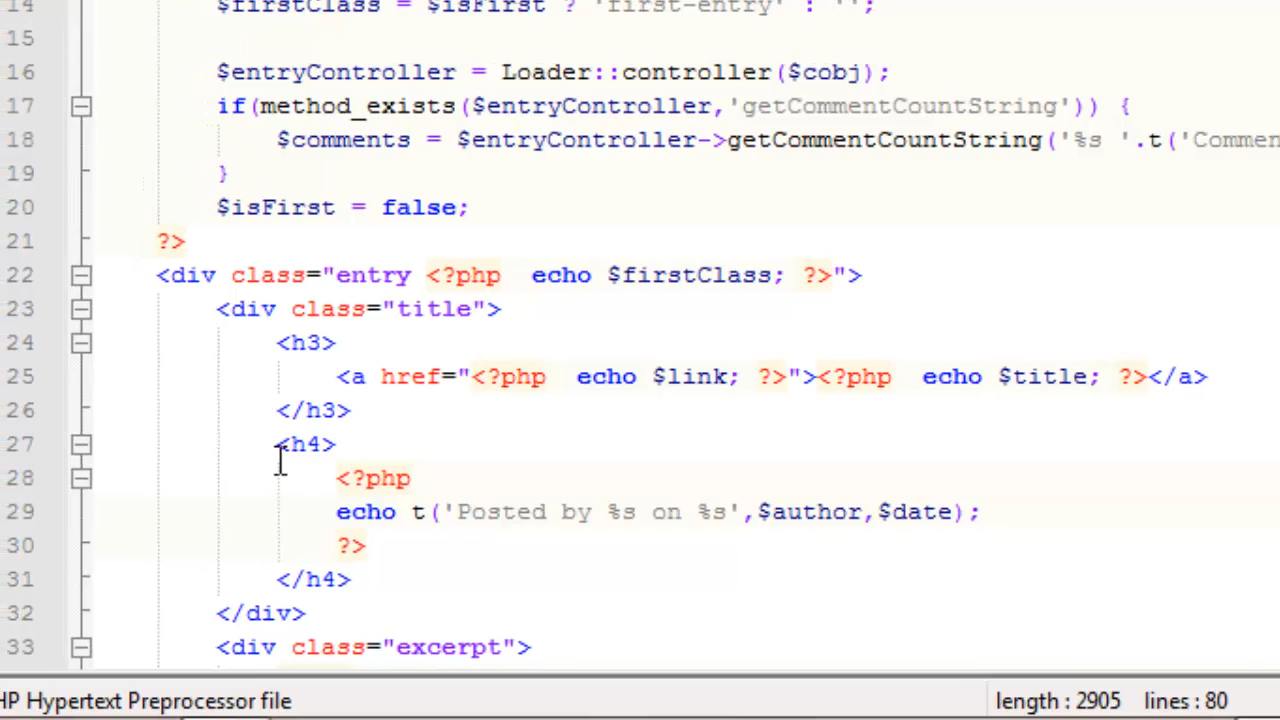 14 $firstClass = $isFirst ? 'first-entry' : '';
15
16 $entryController = Loader::controller($cobj);
17 if(method_exists($entryController,'getCommentCountString')) {
18 $comments = $entryController->getCommentCountString('%s '.t('Commen
19 }
20 $isFirst = false;
21 ?>
22 <div class="entry <?php  echo $firstClass; ?>">
23 <div class="title">
24 <h3>
25 <a href="<?php  echo $link; ?>"><?php  echo $title; ?></a>
26 </h3>
27 <h4>
28 <?php
29 echo t('Posted by %s on %s',$author,$date);
30 ?>
31 </h4>
32 </div>
33 <div class="excerpt">
HP Hypertext Preprocessor file length : 2905 lines : 80